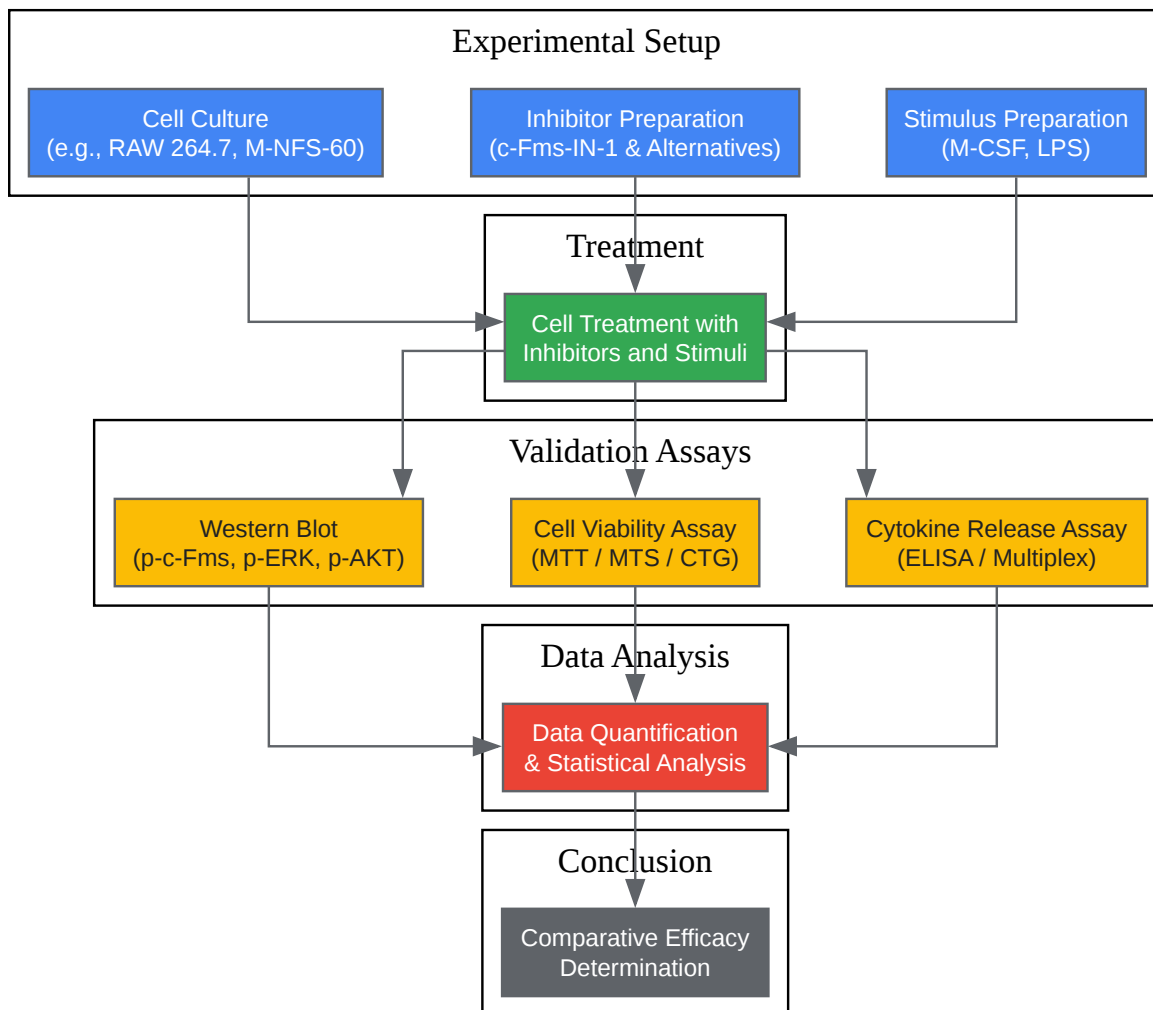 Experimental Setup
Cell Culture
(e.g., RAW 264.7, M-NFS-60)
Inhibitor Preparation
(c-Fms-IN-1 & Alternatives)
Stimulus Preparation
(M-CSF, LPS)
Treatment
Cell Treatment with
Inhibitors and Stimuli
Validation Assays
Western Blot
(p-c-Fms, p-ERK, p-AKT)
Cell Viability Assay
(MTT / MTS / CTG)
Cytokine Release Assay
(ELISA / Multiplex)
Data Analysis
Data Quantification
& Statistical Analysis
Conclusion
Comparative Efficacy
Determination